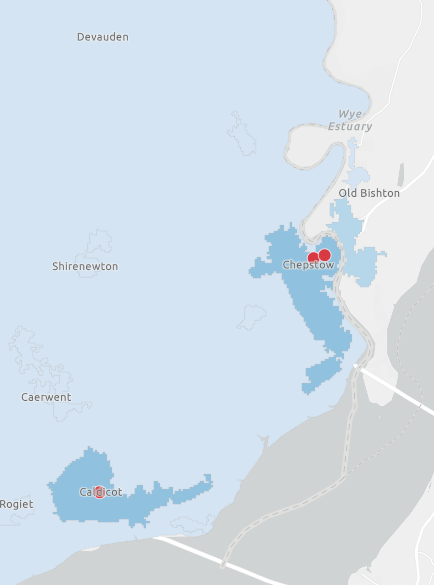 Devauden
Wye
Estuary
Old Bishton
Shirenewton
Chepstow
Caerwent
Caldicot
Rogiet